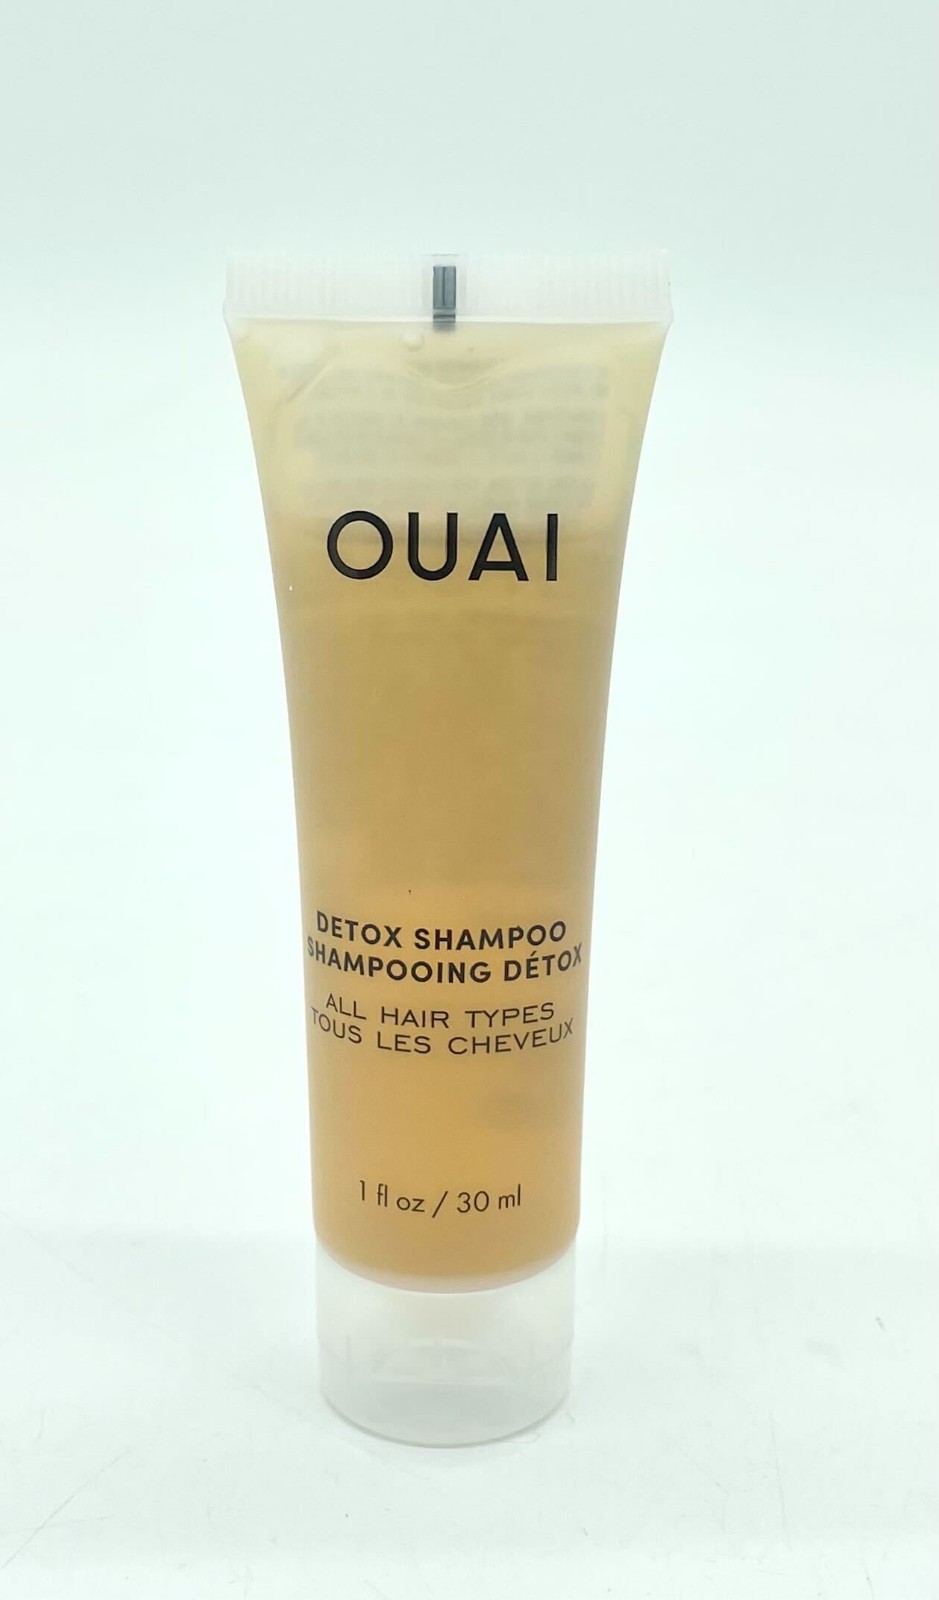 OUAI
DETOX SHAMPOO
SHAMPOOING DÉTOX
ALL HAIR TYPES
TOUS LES CHEVEUX
1 fl oz / 30 ml